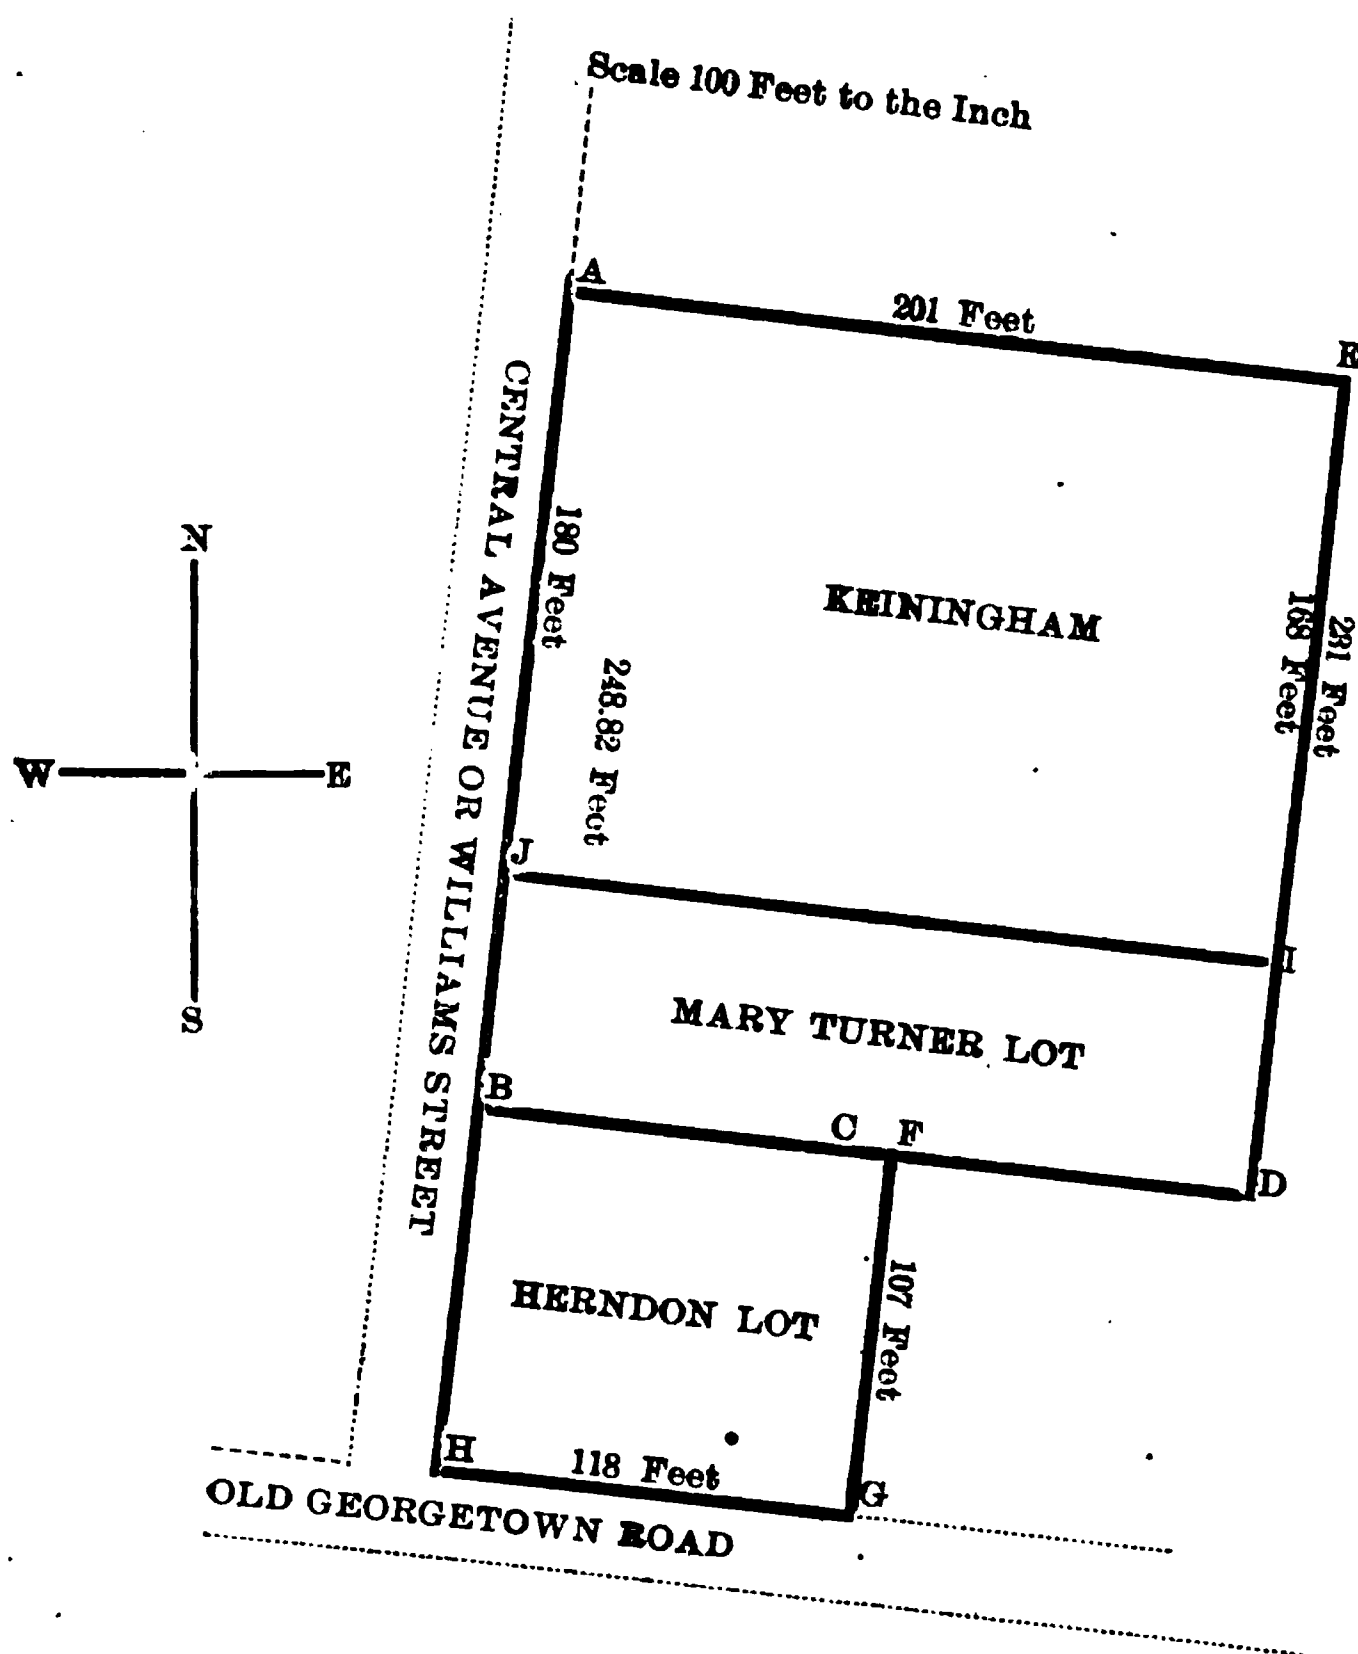 Scale 100 Feet to the Inch
A
201 Feet
E
CENTRAL AVENUE OR WILLIAMS STREET
180 Feet
248.82 Feet
KEININGHAM
168 Feet
231 Feet
N
W
E
S
J
I
MARY TURNER LOT
B
C
F
D
HERNDON LOT
107 Feet
H
118 Feet
G
OLD GEORGETOWN ROAD